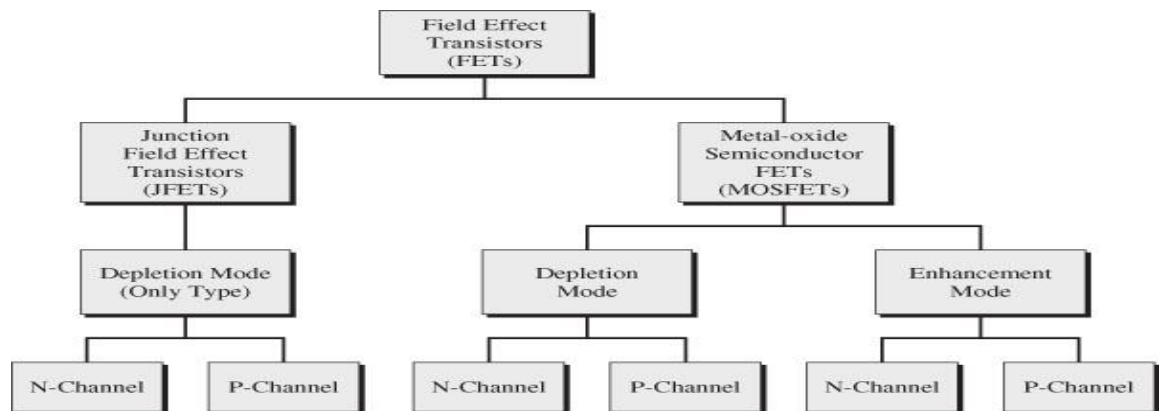 Field Effect
Transistors
(FETs)
Junction
Field Effect
Transistors
(JFETs)
Metal-oxide
Semiconductor
FETs
(MOSFETs)
Depletion Mode
(Only Type)
Depletion
Mode
Enhancement
Mode
N-Channel
P-Channel
N-Channel
P-Channel
N-Channel
P-Channel